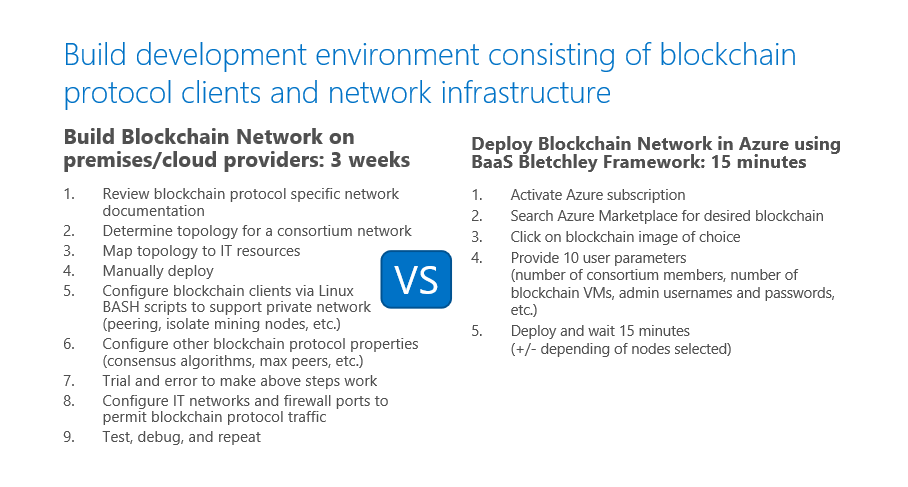 Build development environment consisting of blockchain
protocol clients and network infrastructure
Build Blockchain Network on
premises/cloud providers: 3 weeks
1. Review blockchain protocol specific network
documentation
2. Determine topology for a consortium network
3. Map topology to IT resources
4. Manually deploy
5. Configure blockchain clients via Linux
BASH scripts to support private network
(peering, isolate mining nodes, etc.)
6. Configure other blockchain protocol properties
(consensus algorithms, max peers, etc.)
7. Trial and error to make above steps work
8. Configure IT networks and firewall ports to
permit blockchain protocol traffic
9. Test, debug, and repeat
VS
Deploy Blockchain Network in Azure using
BaaS Bletchley Framework: 15 minutes
1. Activate Azure subscription
2. Search Azure Marketplace for desired blockchain
3. Click on blockchain image of choice
4. Provide 10 user parameters
(number of consortium members, number of
blockchain VMs, admin usernames and passwords,
etc.)
5. Deploy and wait 15 minutes
(+/- depending of nodes selected)